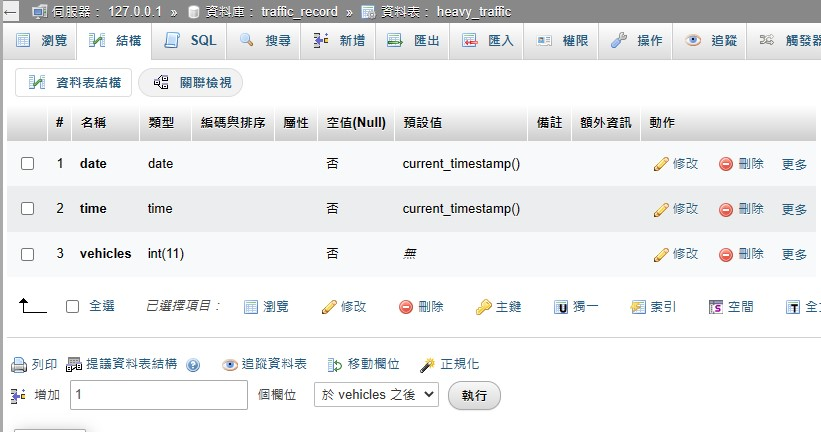 伺服器： 127.0.0.1 » 資料庫： traffic_record » 資料表： heavy_traffic
瀏覽 結構 SQL 搜尋 新增 匯出 匯入 權限 操作 追蹤 觸發器
資料表結構 關聯檢視
# 名稱 類型 編碼與排序 屬性 空值(Null) 預設值 備註 額外資訊 動作
1 date date 否 current_timestamp() 修改 刪除 更多
2 time time 否 current_timestamp() 修改 刪除 更多
3 vehicles int(11) 否 無 修改 刪除 更多
全選 已選擇項目： 瀏覽 修改 刪除 主鍵 U 獨一 索引 S 空間 T 全
列印 提議資料表結構 追蹤資料表 移動欄位 正規化
增加 1 個欄位 於 vehicles 之後 執行